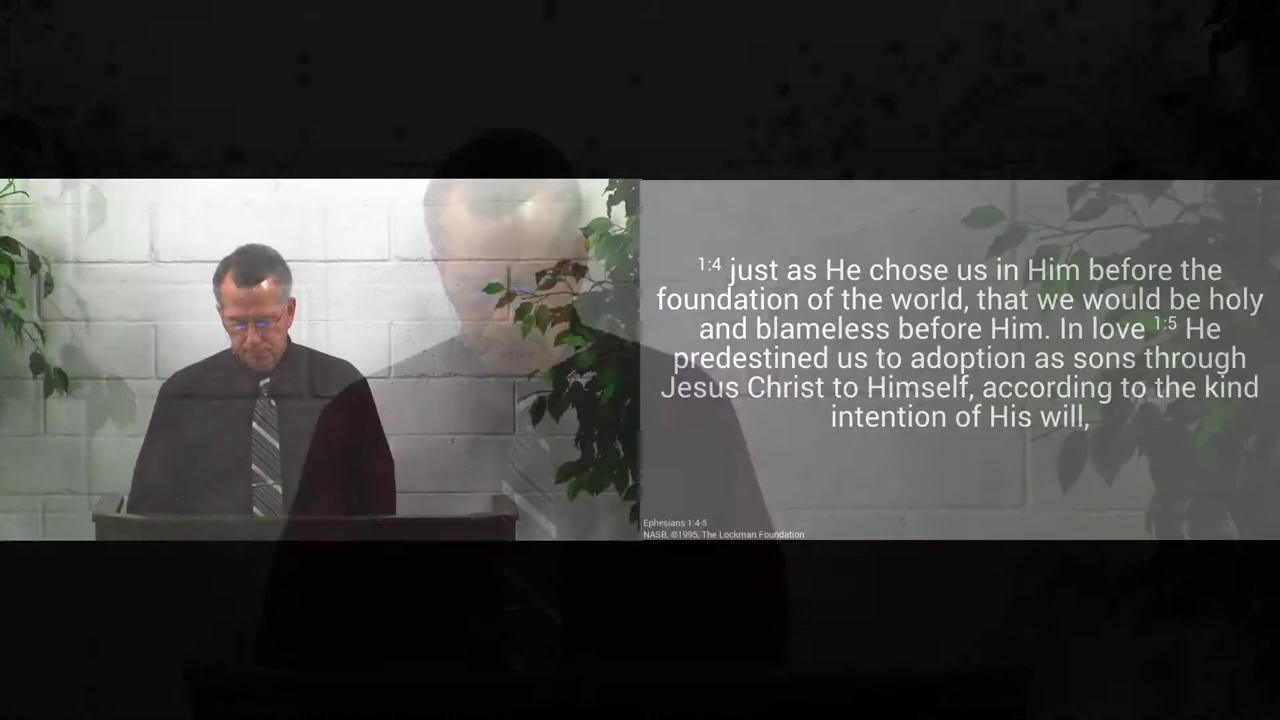 1:4 just as He chose us in Him before the
foundation of the world, that we would be holy
and blameless before Him. In love 1:5 He
predestined us to adoption as sons through
Jesus Christ to Himself, according to the kind
intention of His will,
Ephesians 1:4-5
NASB, ©1995, The Lockman Foundation